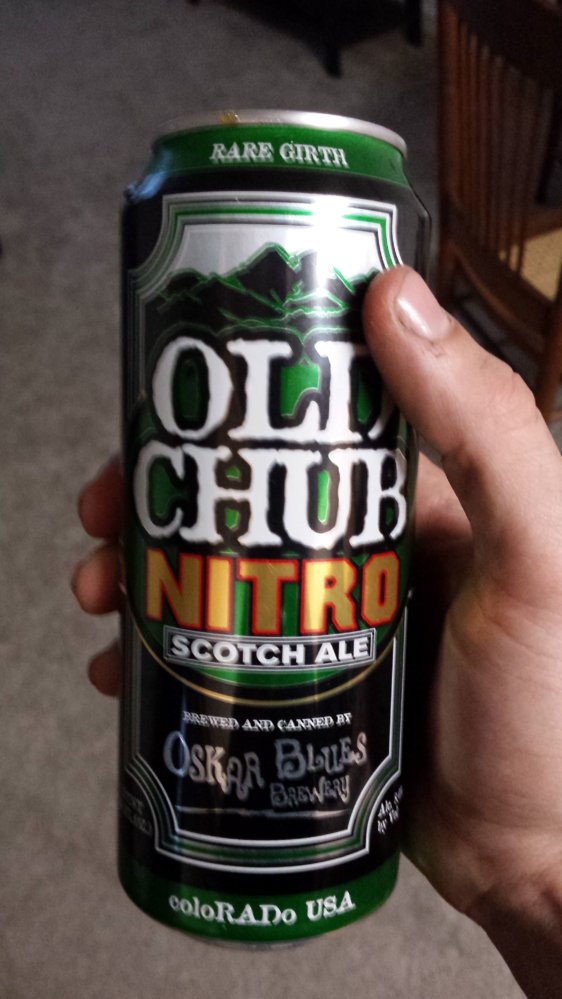 RARE GIRTH
OLD
CHUB
NITRO
SCOTCH ALE
BREWED AND CANNED BY
OSKAR BLUES
BREWERY
coloRADo USA